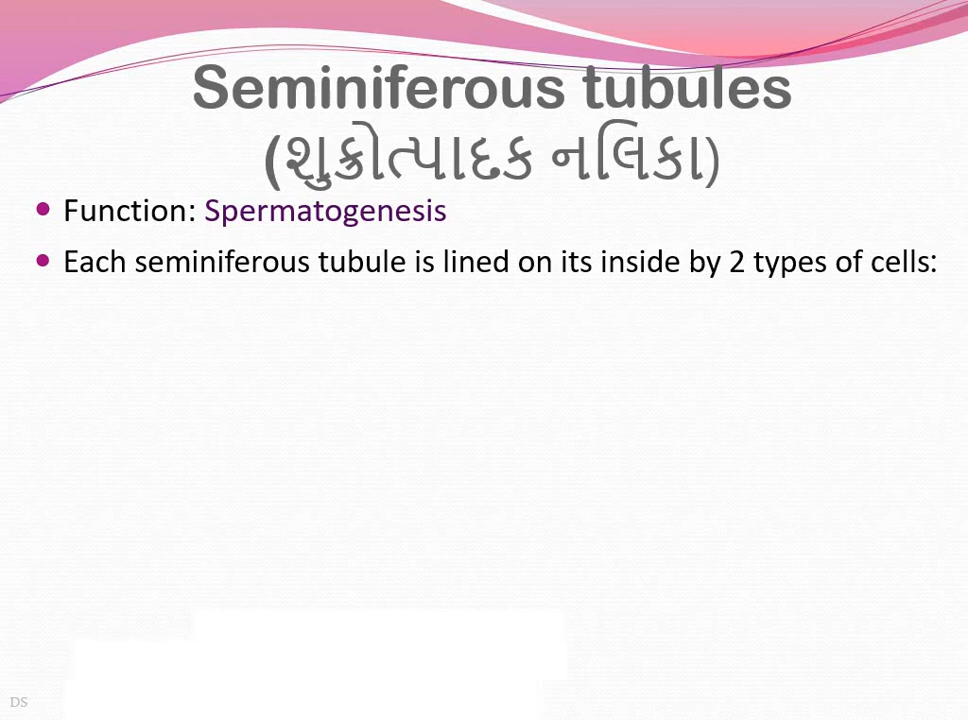 Seminiferous tubules
(શુક્રોત્પાદક નલિકા)
• Function: Spermatogenesis
• Each seminiferous tubule is lined on its inside by 2 types of cells:
DS